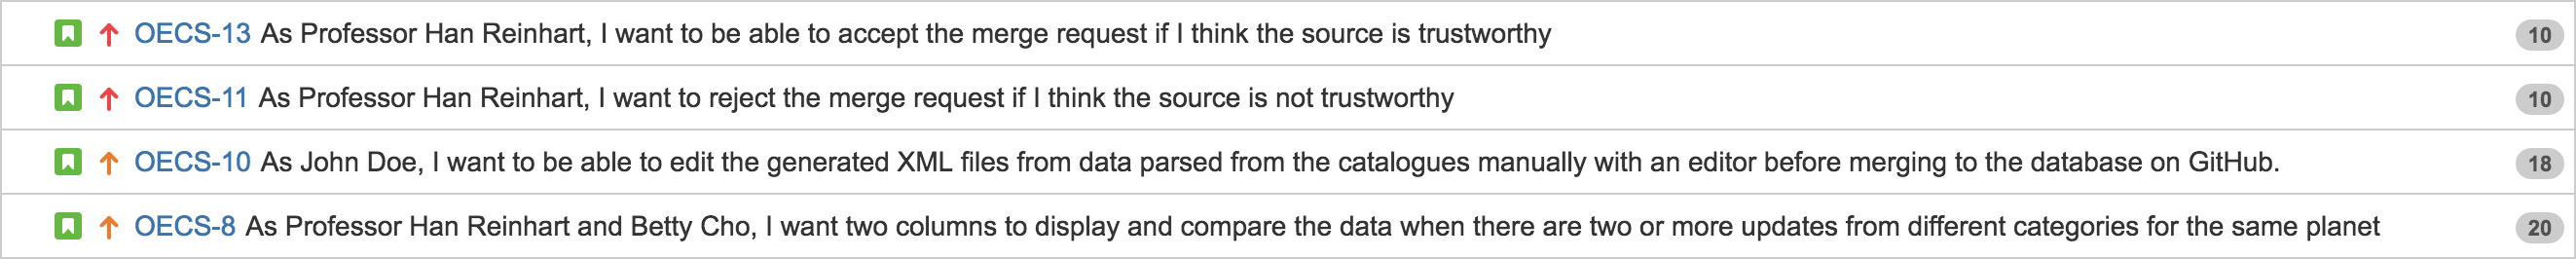 OECS-13 As Professor Han Reinhart, I want to be able to accept the merge request if I think the source is trustworthy 10
OECS-11 As Professor Han Reinhart, I want to reject the merge request if I think the source is not trustworthy 10
OECS-10 As John Doe, I want to be able to edit the generated XML files from data parsed from the catalogues manually with an editor before merging to the database on GitHub. 18
OECS-8 As Professor Han Reinhart and Betty Cho, I want two columns to display and compare the data when there are two or more updates from different categories for the same planet 20